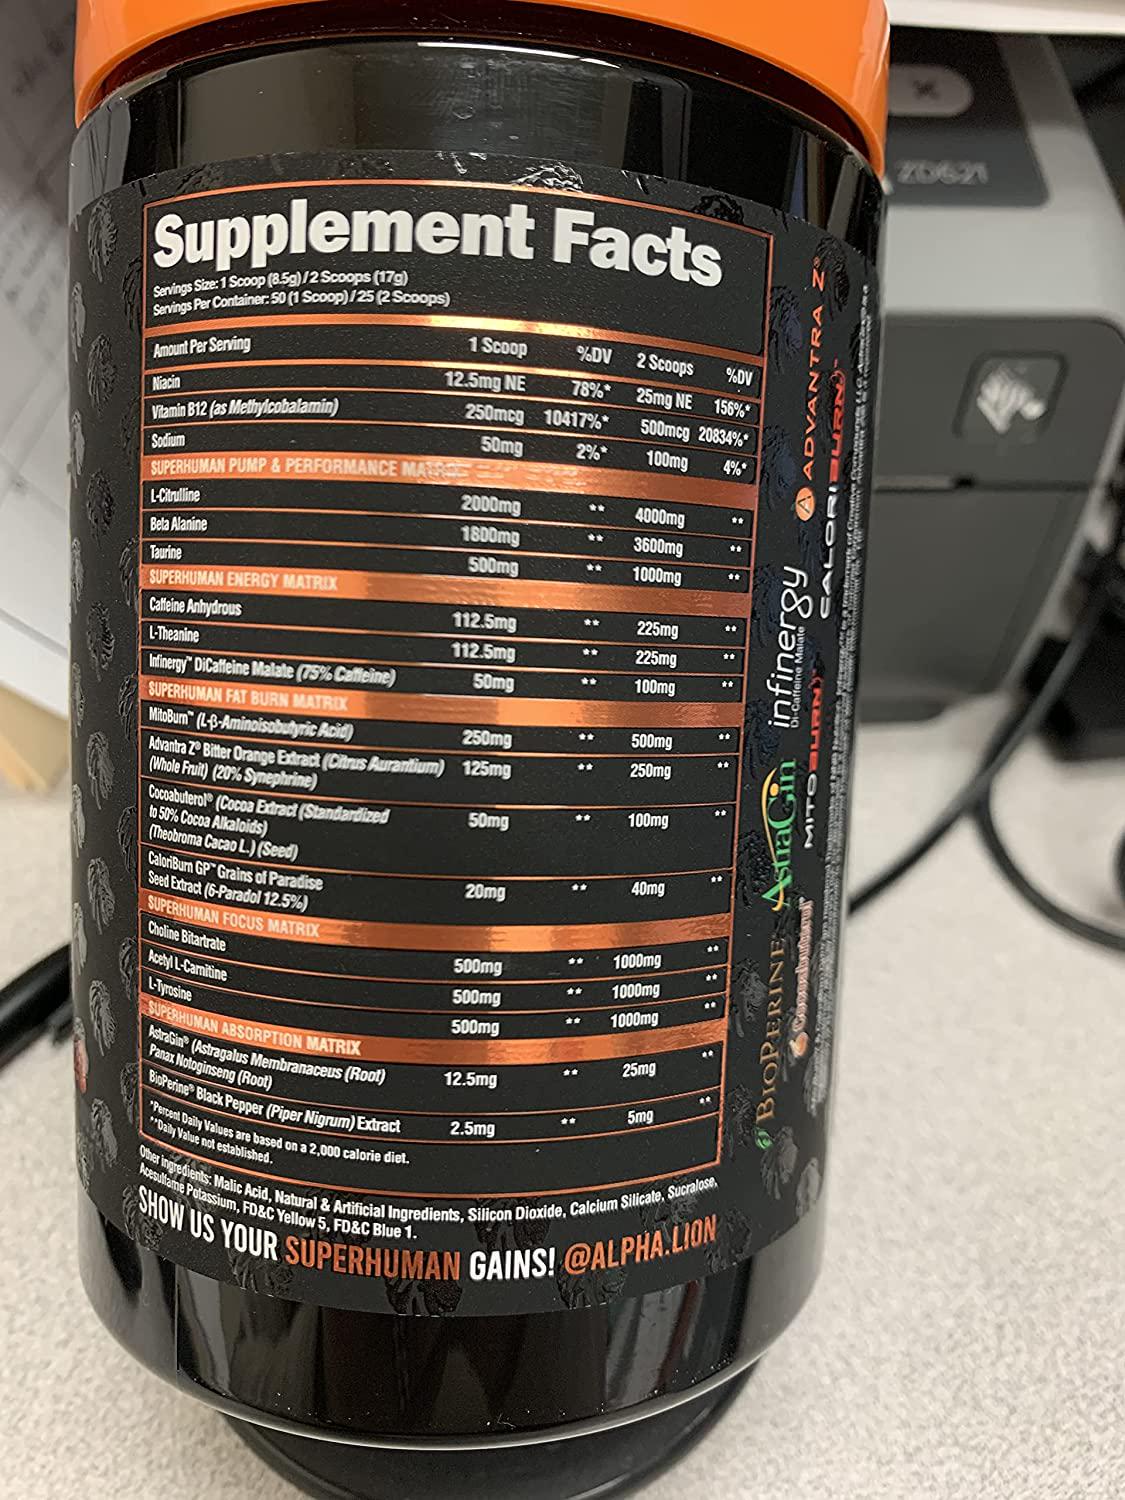 Supplement Facts
Servings Size: 1 Scoop (8.5g) / 2 Scoops (17g)
Servings Per Container: 50 (1 Scoop) / 25 (2 Scoops)
Amount Per Serving 1 Scoop %DV 2 Scoops %DV
Niacin 12.5mg NE 78%* 25mg NE 156%*
Vitamin B12 (as Methylcobalamin) 250mcg 10417%* 500mcg 20834%*
Sodium 50mg 2%* 100mg 4%*
SUPERHUMAN PUMP & PERFORMANCE MATRIX
L-Citrulline 2000mg ** 4000mg **
Beta Alanine 1800mg ** 3600mg **
Taurine 500mg ** 1000mg **
SUPERHUMAN ENERGY MATRIX
Caffeine Anhydrous 112.5mg ** 225mg **
L-Theanine 112.5mg ** 225mg **
Infinergy™ DiCaffeine Malate (75% Caffeine) 50mg ** 100mg **
SUPERHUMAN FAT BURN MATRIX
MitoBurn™ (L-β-Aminoisobutyric Acid) 250mg ** 500mg **
Advantra Z® Bitter Orange Extract (Citrus Aurantium) 125mg ** 250mg **
(Whole Fruit) (20% Synephrine)
Cocoabuterol® (Cocoa Extract (Standardized 50mg ** 100mg **
to 50% Cocoa Alkaloids)
(Theobroma Cacao L.) (Seed)
CaloriBurn GP™ Grains of Paradise 20mg ** 40mg **
Seed Extract (6-Paradol 12.5%)
SUPERHUMAN FOCUS MATRIX
Choline Bitartrate 500mg ** 1000mg **
Acetyl L-Carnitine 500mg ** 1000mg **
L-Tyrosine 500mg ** 1000mg **
SUPERHUMAN ABSORPTION MATRIX
AstraGin® (Astragalus Membranaceus (Root) 12.5mg ** 25mg **
Panax Notoginseng (Root)
BioPerine® Black Pepper (Piper Nigrum) Extract 2.5mg ** 5mg **
*Percent Daily Values are based on a 2,000 calorie diet.
**Daily Value not established.
Other ingredients: Malic Acid, Natural & Artificial Ingredients, Silicon Dioxide, Calcium Silicate, Sucralose,
Acesulfame Potassium, FD&C Yellow 5, FD&C Blue 1.
SHOW US YOUR SUPERHUMAN GAINS! @ALPHA.LION
BIOPERINE
AstraGin
infinergy
Di-Caffeine Malate
A ADVANTRA Z®
Cocoabuterol®
MITOBURN™
CALORIBURN™
ZD621